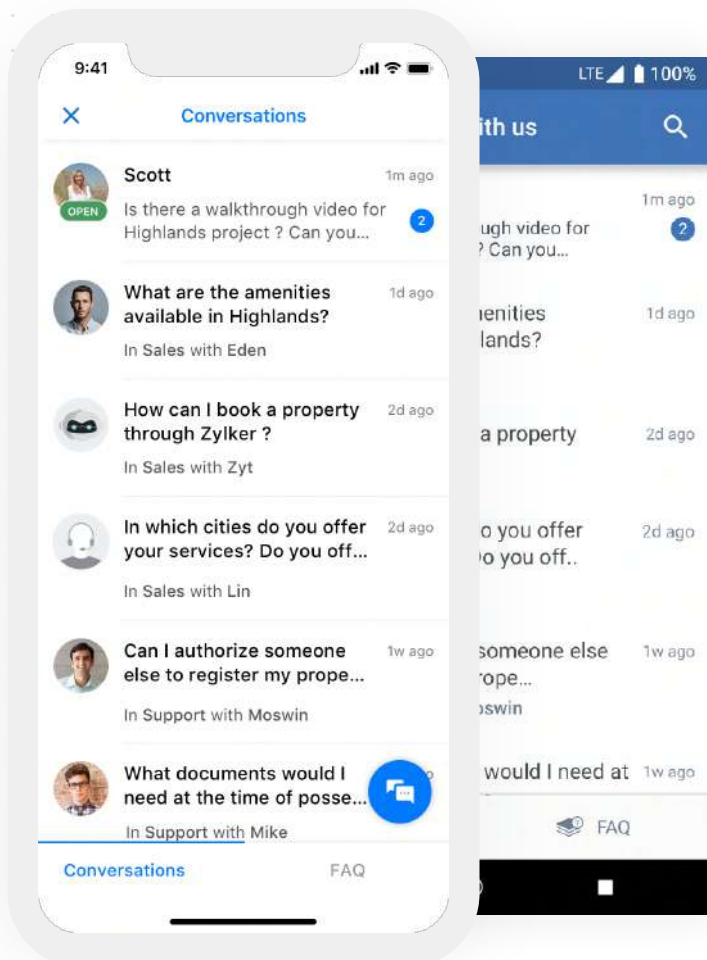 9:41
Conversations
Scott
1m ago
OPEN
Is there a walkthrough video for
Highlands project ? Can you...
2
What are the amenities
available in Highlands?
1d ago
In Sales with Eden
How can I book a property
through Zylker ?
2d ago
In Sales with Zyt
In which cities do you offer
your services? Do you off...
2d ago
In Sales with Lin
Can I authorize someone
else to register my prope...
1w ago
In Support with Moswin
What documents would I
need at the time of posse...
In Support with Mike
Conversations
FAQ
LTE 100%
ith us
1m ago
ugh video for
? Can you...
2
enities
lands?
1d ago
a property
2d ago
o you offer
o you off..
2d ago
someone else
rope...
1w ago
oswin
would I need at
1w ago
FAQ